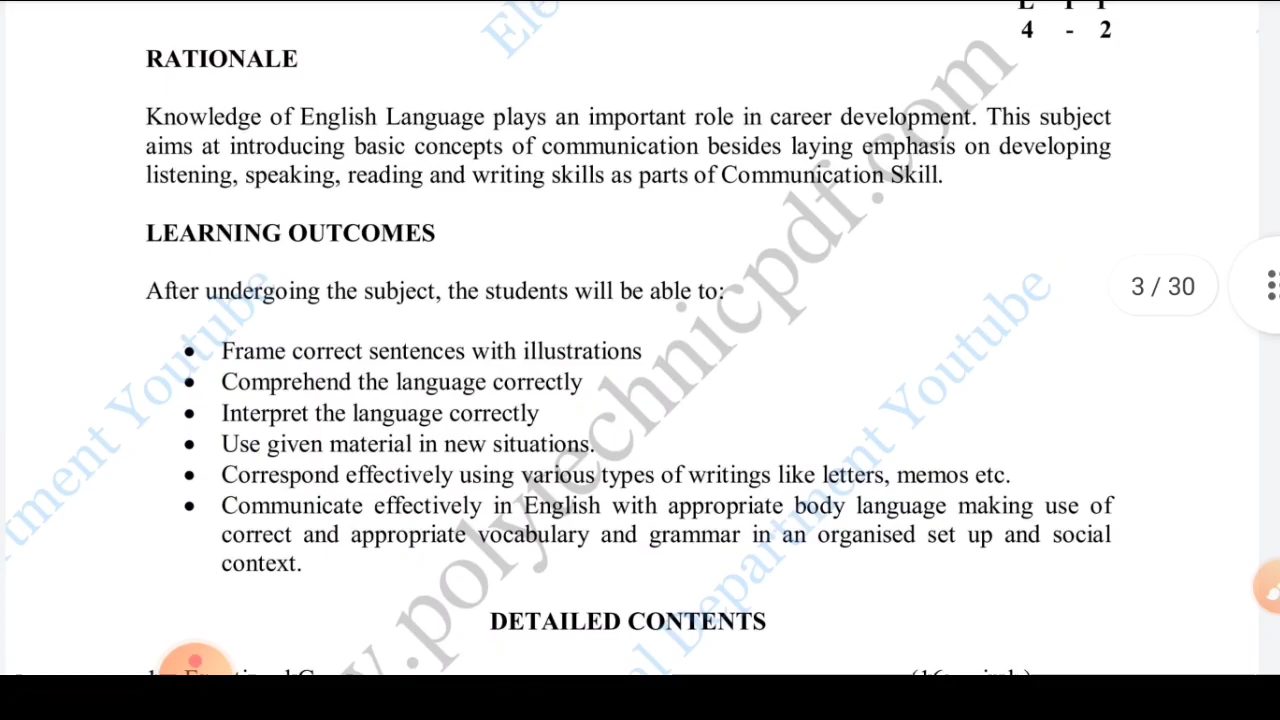 4 - 2
RATIONALE
Knowledge of English Language plays an important role in career development. This subject
aims at introducing basic concepts of communication besides laying emphasis on developing
listening, speaking, reading and writing skills as parts of Communication Skill.
LEARNING OUTCOMES
After undergoing the subject, the students will be able to:
3 / 30
• Frame correct sentences with illustrations
• Comprehend the language correctly
• Interpret the language correctly
• Use given material in new situations.
• Correspond effectively using various types of writings like letters, memos etc.
• Communicate effectively in English with appropriate body language making use of
correct and appropriate vocabulary and grammar in an organised set up and social
context.
DETAILED CONTENTS
.polytechnicpdf.com
Department Youtube
Youtube